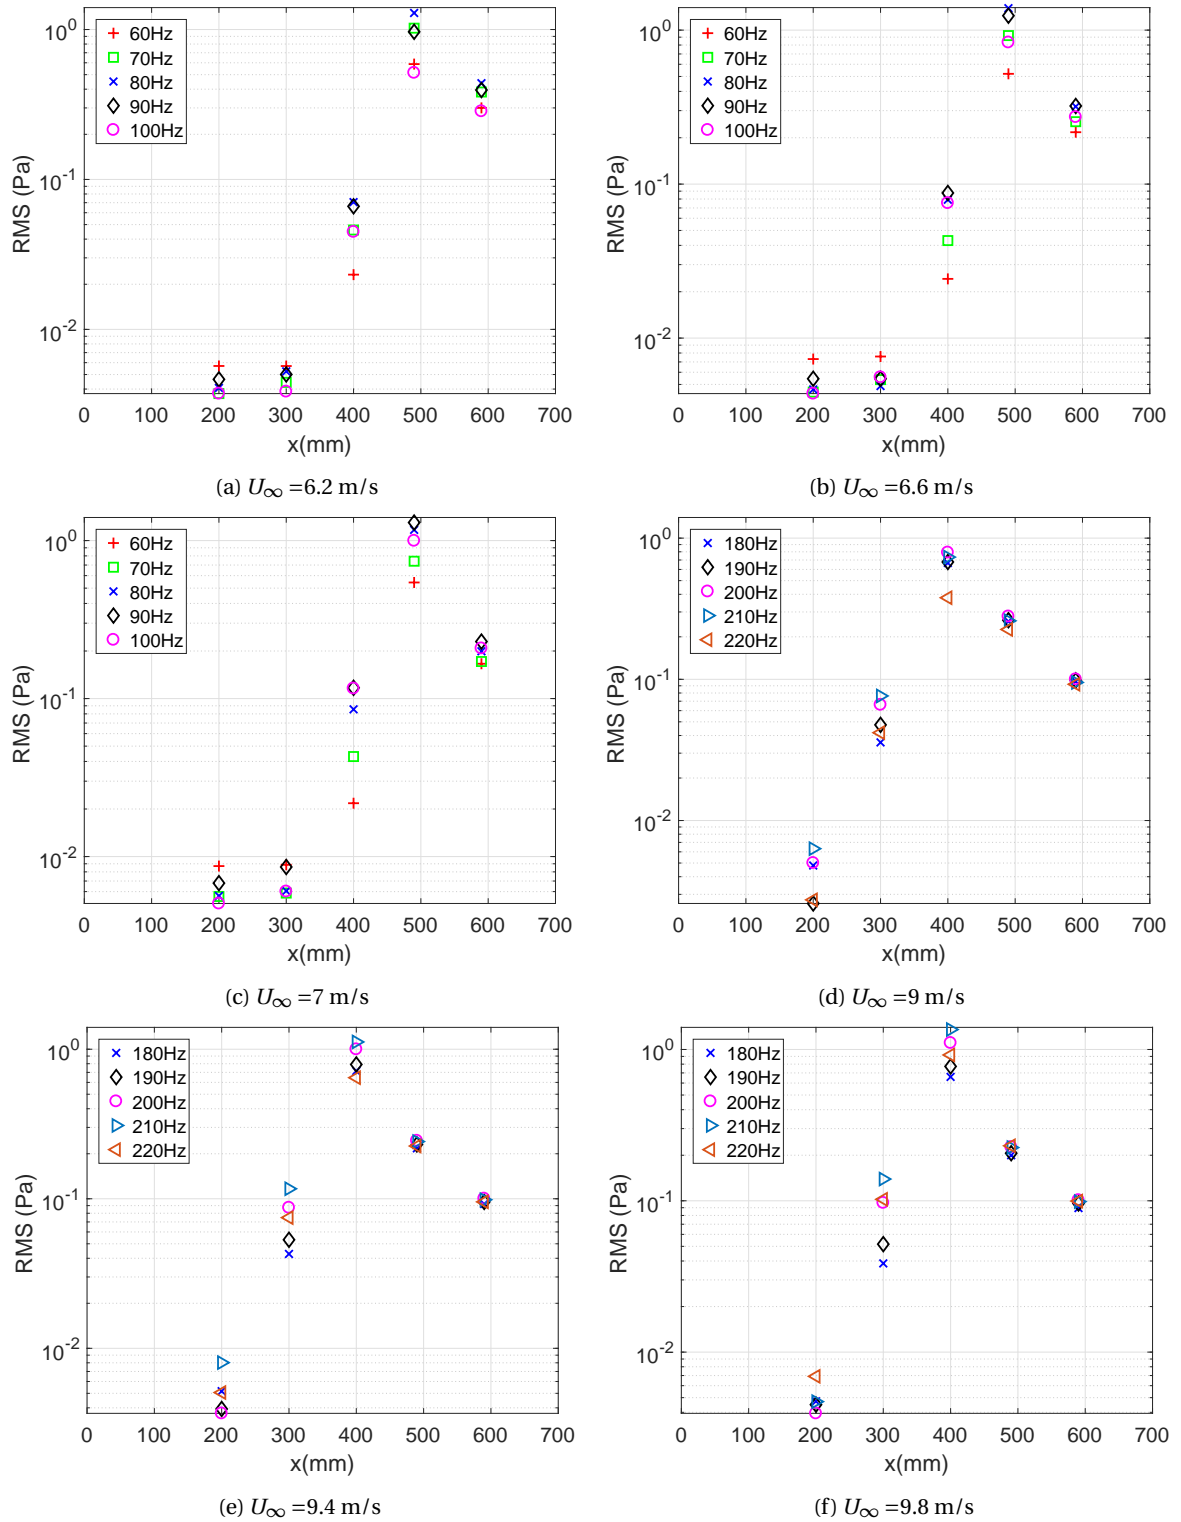 10^0
10^-1
10^-2
RMS (Pa)
60Hz
70Hz
80Hz
90Hz
100Hz
0 100 200 300 400 500 600 700
x(mm)
(a) U∞ =6.2 m/s
10^0
10^-1
10^-2
RMS (Pa)
60Hz
70Hz
80Hz
90Hz
100Hz
0 100 200 300 400 500 600 700
x(mm)
(b) U∞ =6.6 m/s
10^0
10^-1
10^-2
RMS (Pa)
60Hz
70Hz
80Hz
90Hz
100Hz
0 100 200 300 400 500 600 700
x(mm)
(c) U∞ =7 m/s
10^0
10^-1
10^-2
RMS (Pa)
180Hz
190Hz
200Hz
210Hz
220Hz
0 100 200 300 400 500 600 700
x(mm)
(d) U∞ =9 m/s
10^0
10^-1
10^-2
RMS (Pa)
180Hz
190Hz
200Hz
210Hz
220Hz
0 100 200 300 400 500 600 700
x(mm)
(e) U∞ =9.4 m/s
10^0
10^-1
10^-2
RMS (Pa)
180Hz
190Hz
200Hz
210Hz
220Hz
0 100 200 300 400 500 600 700
x(mm)
(f) U∞ =9.8 m/s